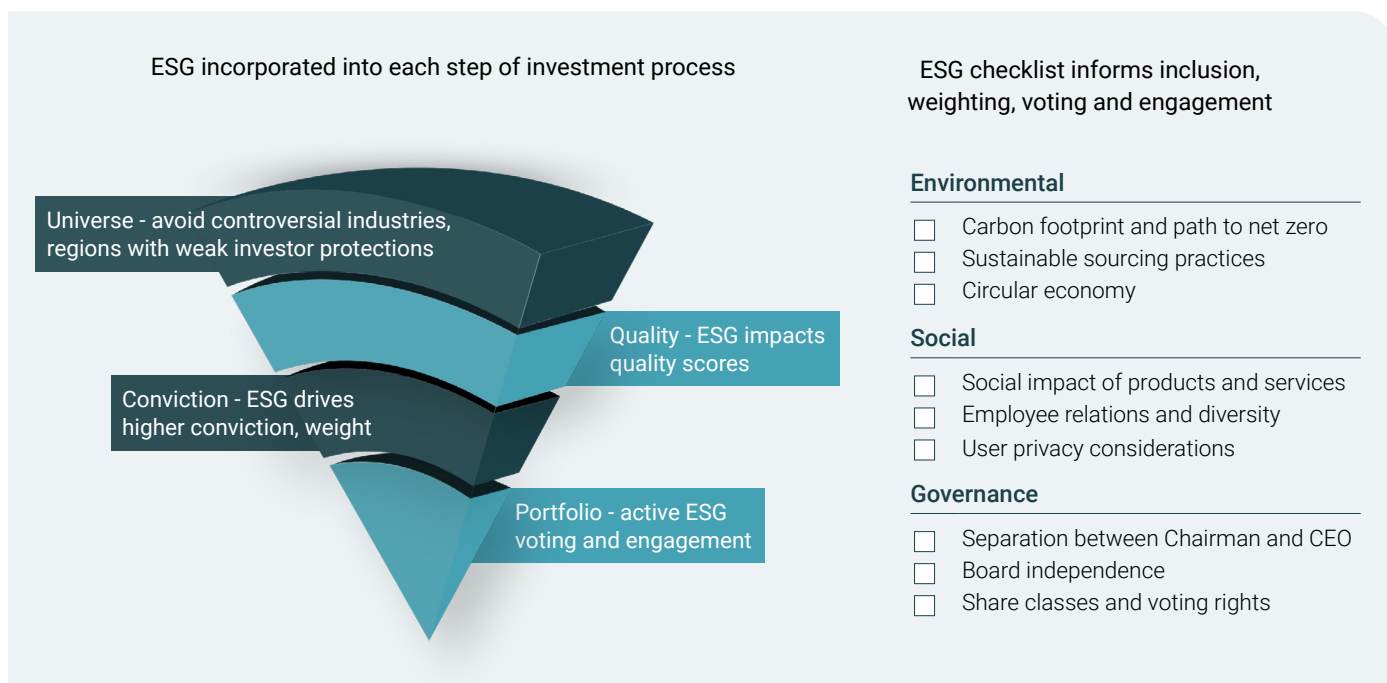 ESG incorporated into each step of investment process
Universe - avoid controversial industries,
regions with weak investor protections
Quality - ESG impacts
quality scores
Conviction - ESG drives
higher conviction, weight
Portfolio - active ESG
voting and engagement
ESG checklist informs inclusion,
weighting, voting and engagement
Environmental
Carbon footprint and path to net zero
Sustainable sourcing practices
Circular economy
Social
Social impact of products and services
Employee relations and diversity
User privacy considerations
Governance
Separation between Chairman and CEO
Board independence
Share classes and voting rights